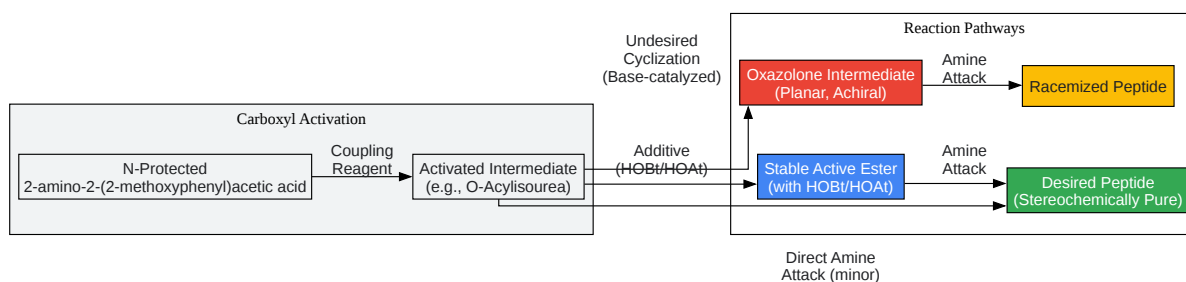 Reaction Pathways
Undesired
Cyclization
(Base-catalyzed)
Oxazolone Intermediate
(Planar, Achiral)
Amine
Attack
Racemized Peptide
Carboxyl Activation
N-Protected
2-amino-2-(2-methoxyphenyl)acetic acid
Coupling
Reagent
Activated Intermediate
(e.g., O-Acylisourea)
Additive
(HOBt/HOAt)
Stable Active Ester
(with HOBt/HOAt)
Amine
Attack
Desired Peptide
(Stereochemically Pure)
Direct Amine
Attack (minor)